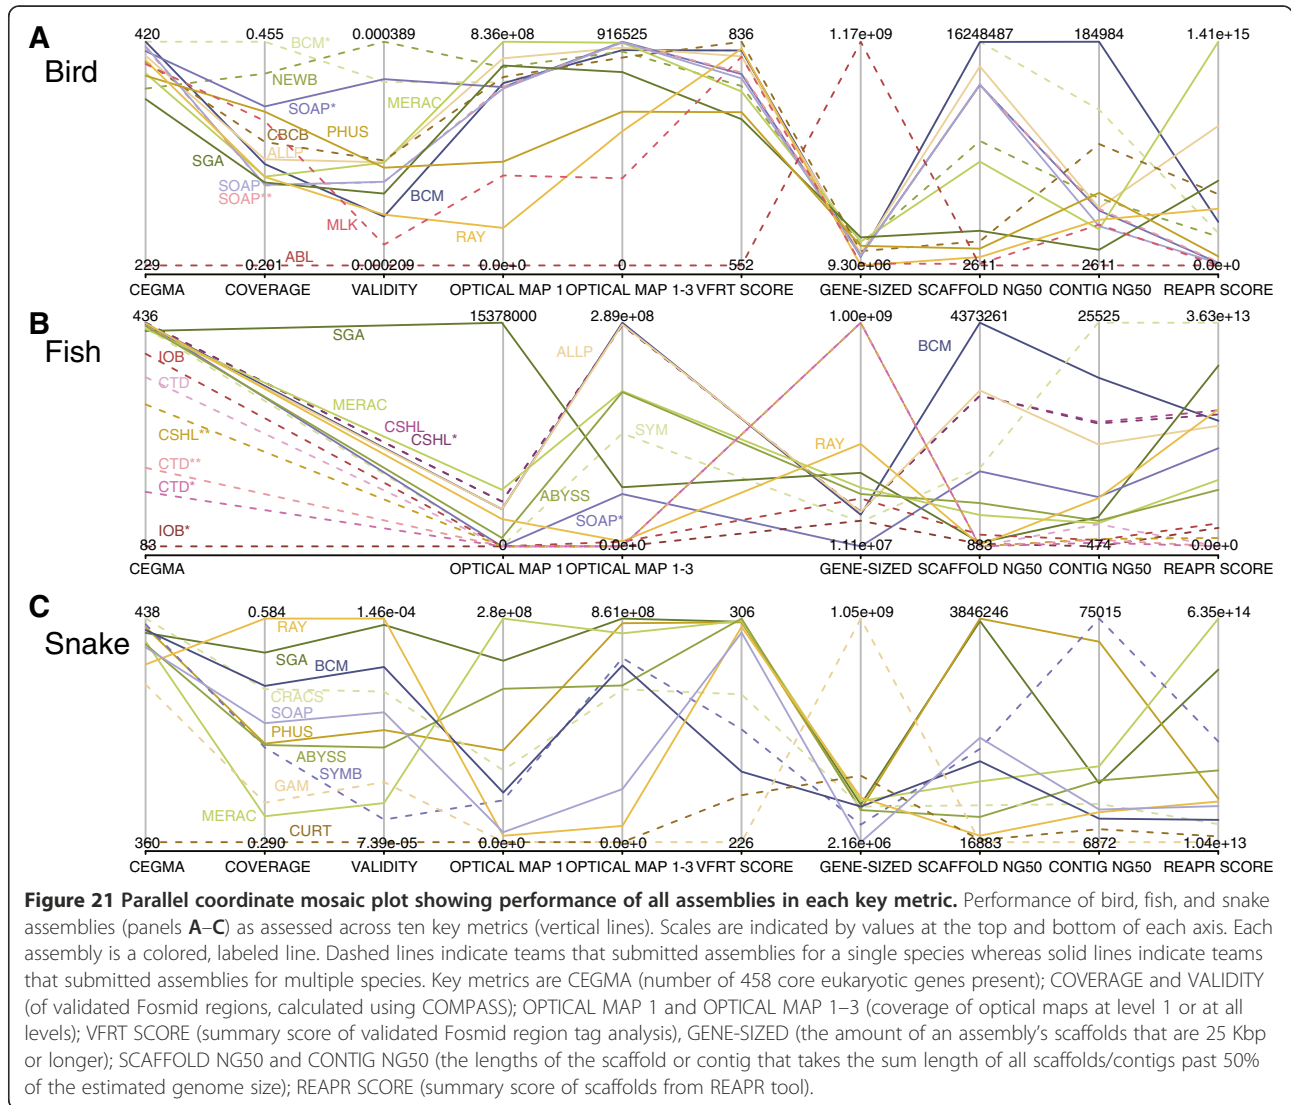 A
Bird
420
0.455
0.000389
8.36e+08
916525
836
1.17e+09
16248487
184984
1.41e+15
BCM*
NEWB
SOAP*
MERAC
CBCB
PHUS
ALLP
SGA
SOAP
SOAP**
BCM
MLK
RAY
ABL
229
0.201
0.000209
0.0e+0
0
552
9.30e+06
2611
2611
0.0e+0
CEGMA
COVERAGE
VALIDITY
OPTICAL MAP 1
OPTICAL MAP 1-3
VFRT SCORE
GENE-SIZED
SCAFFOLD NG50
CONTIG NG50
REAPR SCORE
B
Fish
436
15378000
2.89e+08
1.00e+09
4373261
25525
3.63e+13
SGA
IOB
ALLP
BCM
CTD
MERAC
CSHL
CSHL**
CSHL*
SYM
RAY
CTD**
CTD*
ABYSS
SOAP*
IOB*
83
0
0.0e+0
1.11e+07
883
474
0.0e+0
CEGMA
OPTICAL MAP 1
OPTICAL MAP 1-3
GENE-SIZED
SCAFFOLD NG50
CONTIG NG50
REAPR SCORE
C
Snake
438
0.584
1.46e-04
2.8e+08
8.61e+08
306
1.05e+09
3846246
75015
6.35e+14
RAY
SGA
BCM
CRACS
SOAP
PHUS
ABYSS
SYMB
GAM
MERAC
CURT
360
0.290
7.39e-05
0.0e+0
0.0e+0
226
2.16e+06
16883
6872
1.04e+13
CEGMA
COVERAGE
VALIDITY
OPTICAL MAP 1
OPTICAL MAP 1-3
VFRT SCORE
GENE-SIZED
SCAFFOLD NG50
CONTIG NG50
REAPR SCORE
Figure 21 Parallel coordinate mosaic plot showing performance of all assemblies in each key metric. Performance of bird, fish, and snake
assemblies (panels A–C) as assessed across ten key metrics (vertical lines). Scales are indicated by values at the top and bottom of each axis. Each
assembly is a colored, labeled line. Dashed lines indicate teams that submitted assemblies for a single species whereas solid lines indicate teams
that submitted assemblies for multiple species. Key metrics are CEGMA (number of 458 core eukaryotic genes present); COVERAGE and VALIDITY
(of validated Fosmid regions, calculated using COMPASS); OPTICAL MAP 1 and OPTICAL MAP 1–3 (coverage of optical maps at level 1 or at all
levels); VFRT SCORE (summary score of validated Fosmid region tag analysis), GENE-SIZED (the amount of an assembly's scaffolds that are 25 Kbp
or longer); SCAFFOLD NG50 and CONTIG NG50 (the lengths of the scaffold or contig that takes the sum length of all scaffolds/contigs past 50%
of the estimated genome size); REAPR SCORE (summary score of scaffolds from REAPR tool).